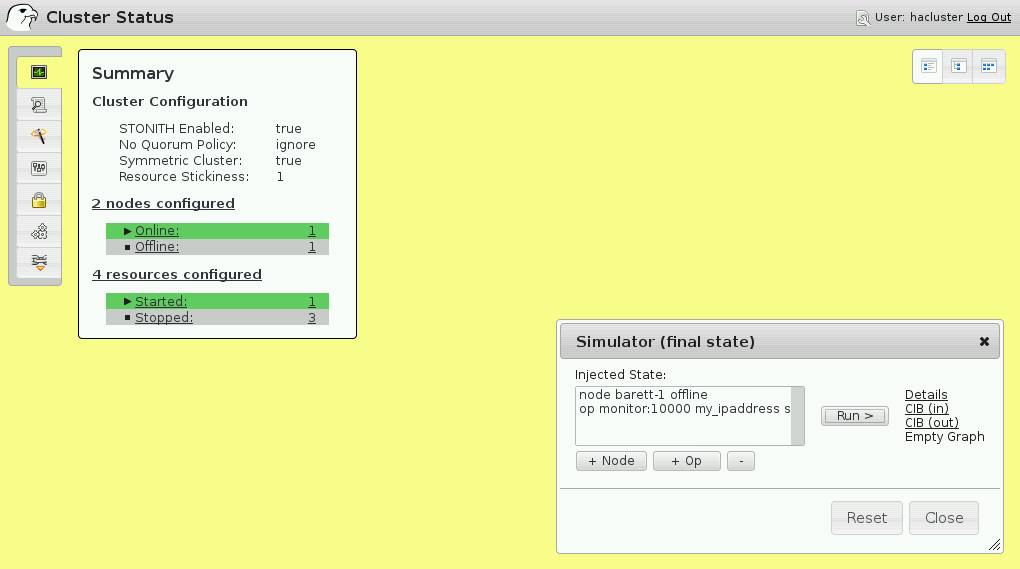 Cluster Status
User: hacluster Log Out
Summary
Cluster Configuration
STONITH Enabled: true
No Quorum Policy: ignore
Symmetric Cluster: true
Resource Stickiness: 1
2 nodes configured
Online: 1
Offline: 1
4 resources configured
Started: 1
Stopped: 3
Simulator (final state)
Injected State:
node barett-1 offline
op monitor:10000 my_ipaddress s
Run >
Details
CIB (in)
CIB (out)
Empty Graph
+ Node + Op -
Reset Close